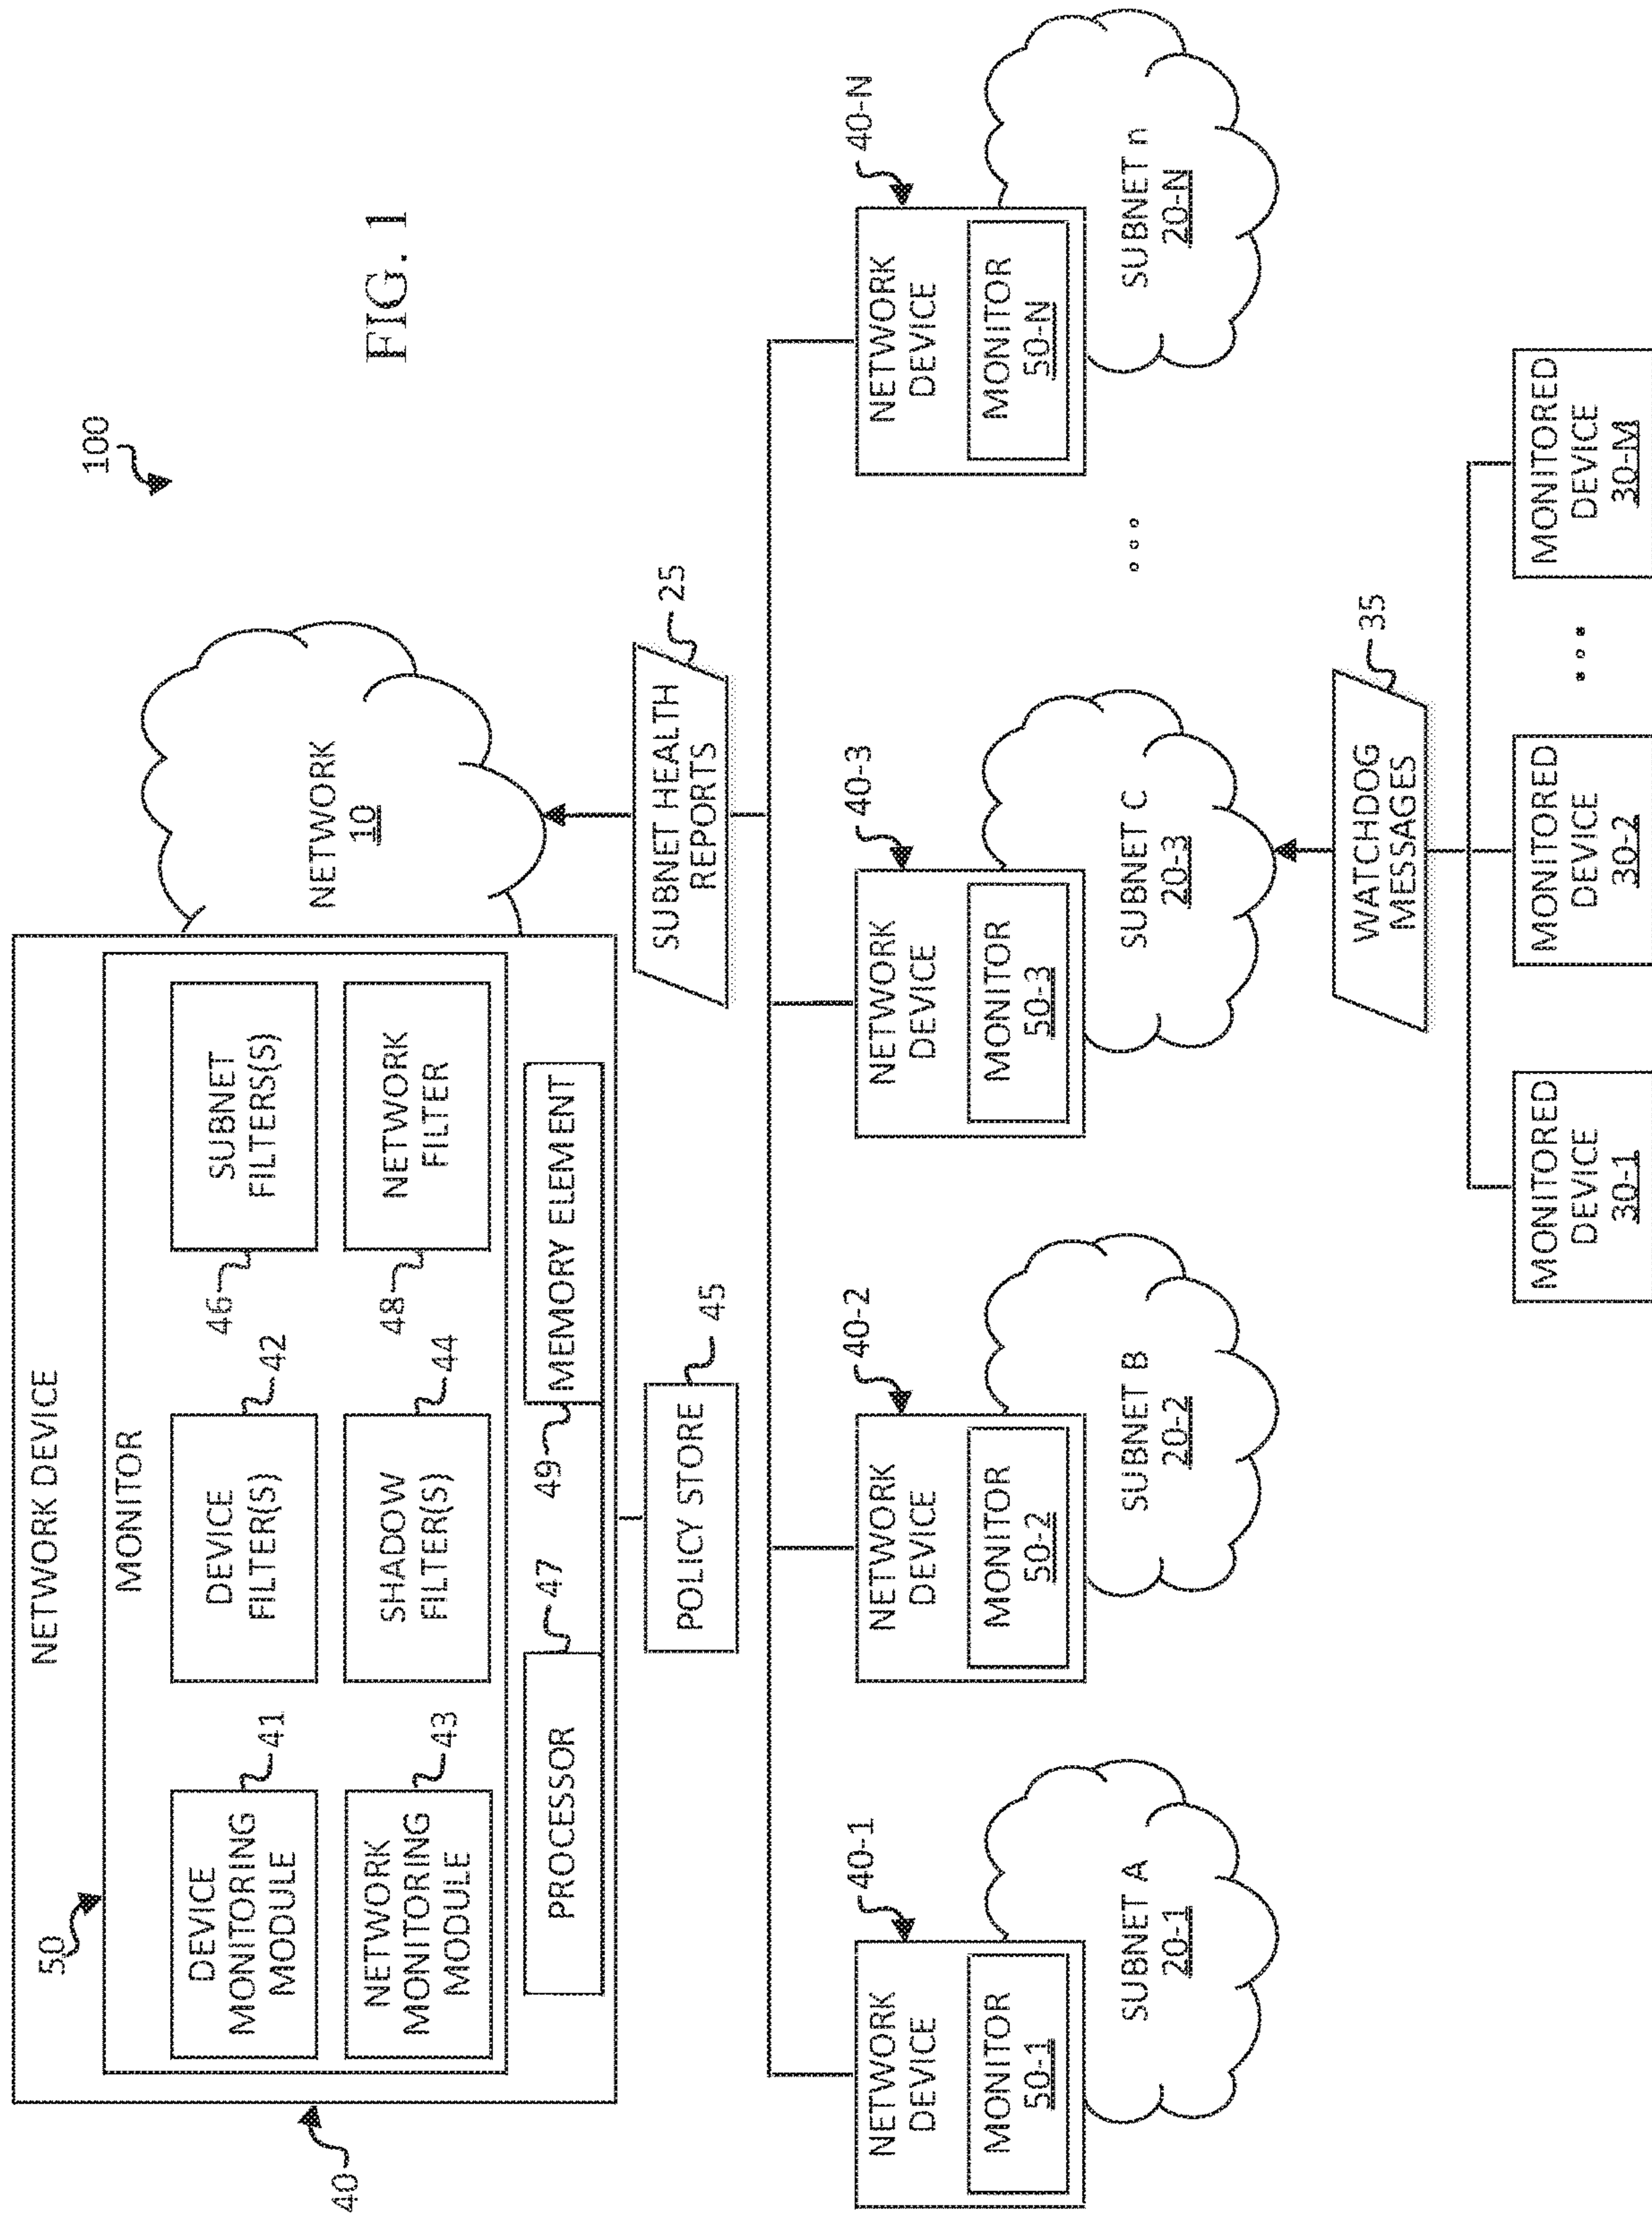 FIG. 1
100
NETWORK DEVICE
50
40
MONITOR
DEVICE
MONITORING
MODULE
41
DEVICE
FILTER(S)
42
SUBNET
FILTERS(S)
46
NETWORK
MONITORING
MODULE
43
SHADOW
FILTER(S)
44
NETWORK
FILTER
48
PROCESSOR
47
MEMORY ELEMENT
49
NETWORK
10
POLICY STORE
45
SUBNET HEALTH
REPORTS
25
NETWORK
DEVICE
40-1
MONITOR
50-1
SUBNET A
20-1
NETWORK
DEVICE
40-2
MONITOR
50-2
SUBNET B
20-2
NETWORK
DEVICE
40-3
MONITOR
50-3
SUBNET C
20-3
NETWORK
DEVICE
40-N
MONITOR
50-N
SUBNET n
20-N
WATCHDOG
MESSAGES
35
MONITORED
DEVICE
30-1
MONITORED
DEVICE
30-2
MONITORED
DEVICE
30-M